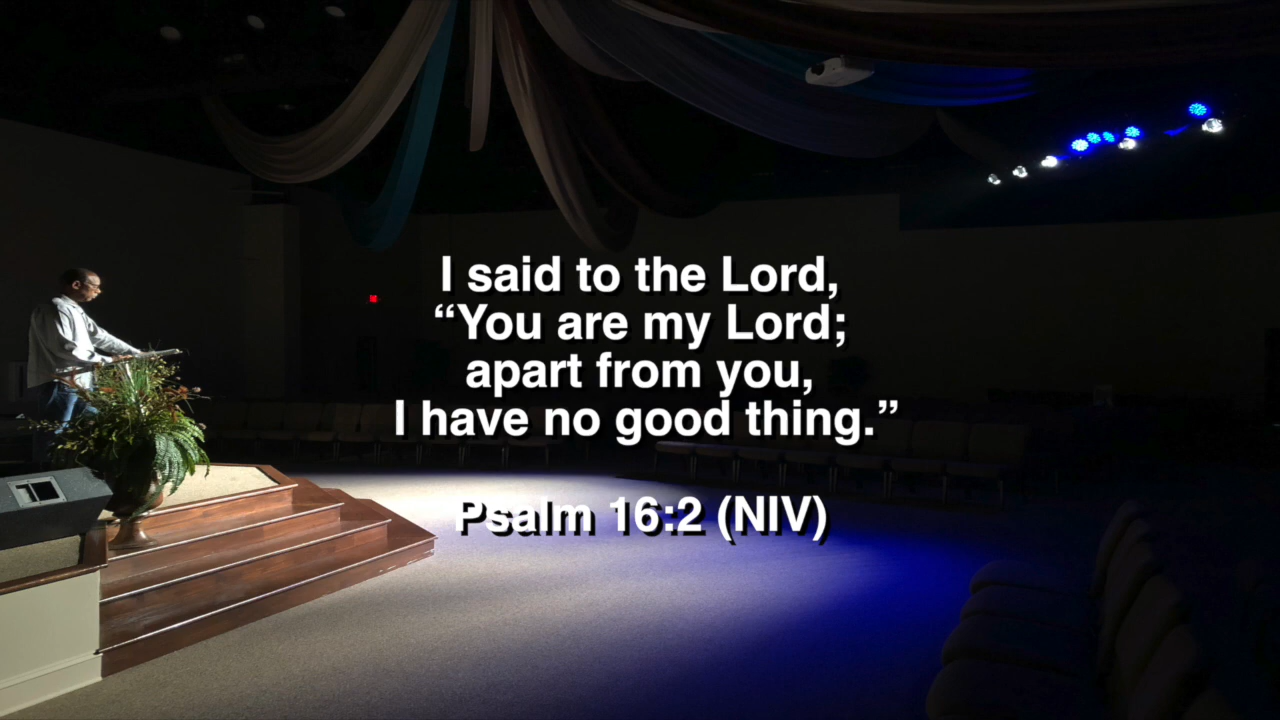 I said to the Lord,
“You are my Lord;
apart from you,
I have no good thing.”
Psalm 16:2 (NIV)